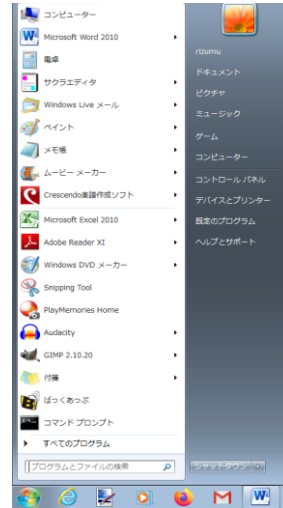 コンピューター
Microsoft Word 2010
電卓
サクラエディタ
Windows Live メール
ペイント
メモ帳
ムービー メーカー
Crescendo楽譜作成ソフト
Microsoft Excel 2010
Adobe Reader XI
Windows DVD メーカー
Snipping Tool
PlayMemories Home
Audacity
GIMP 2.10.20
付箋
ばっくあっぷ
コマンド プロンプト
すべてのプログラム
プログラムとファイルの検索
rizumu
ドキュメント
ピクチャ
ミュージック
ゲーム
コンピューター
コントロール パネル
デバイスとプリンター
既定のプログラム
ヘルプとサポート
シャットダウン